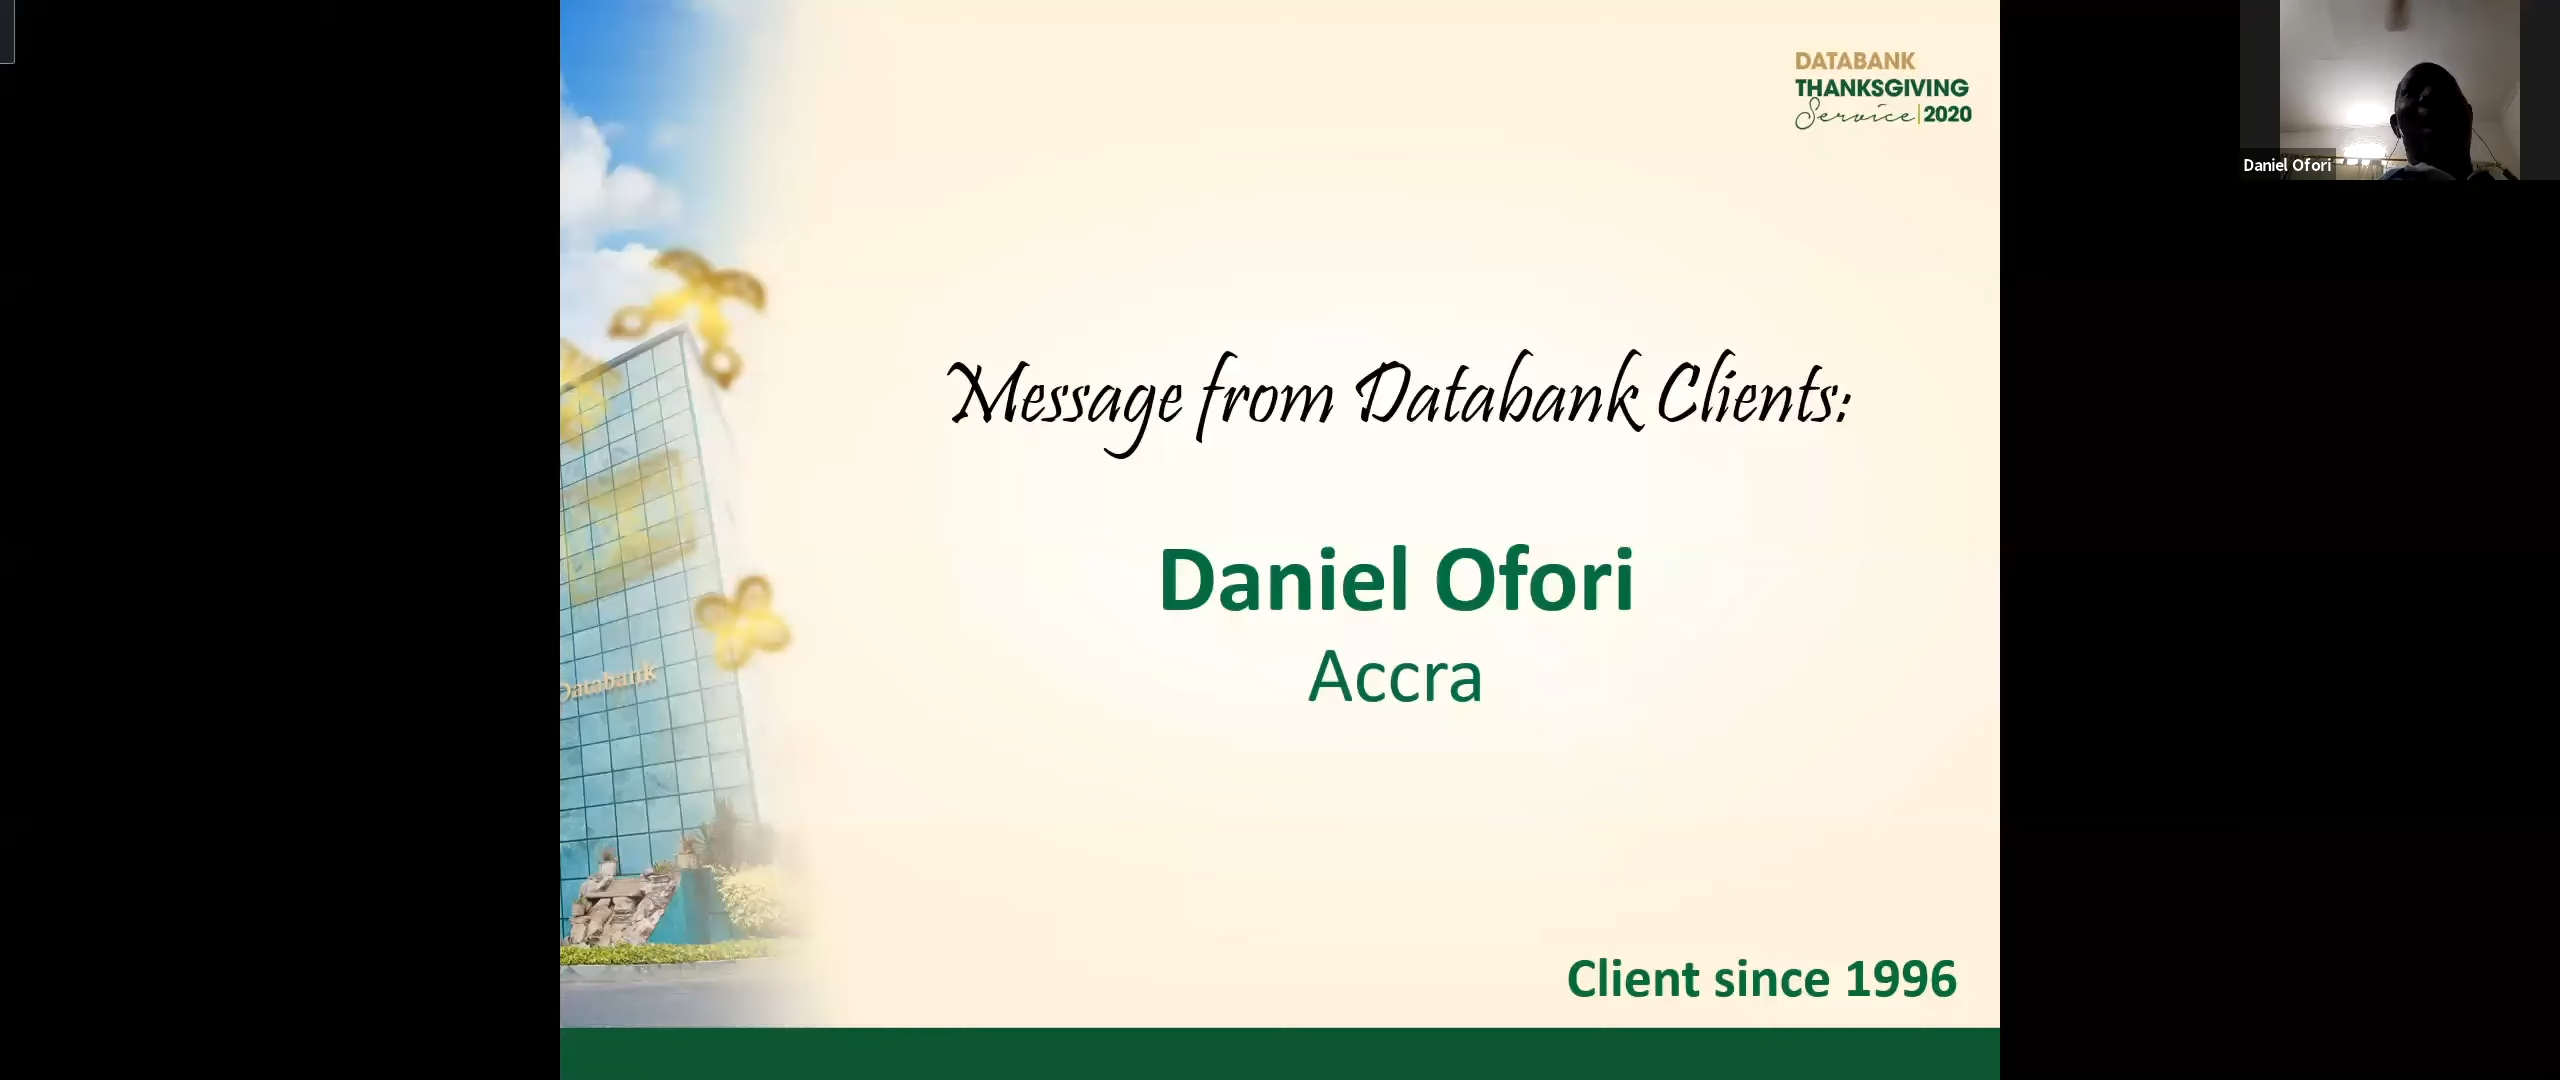 DATABANK
THANKSGIVING
Service | 2020
Daniel Ofori
Message from Databank Clients:
Daniel Ofori
Accra
Databank
Client since 1996